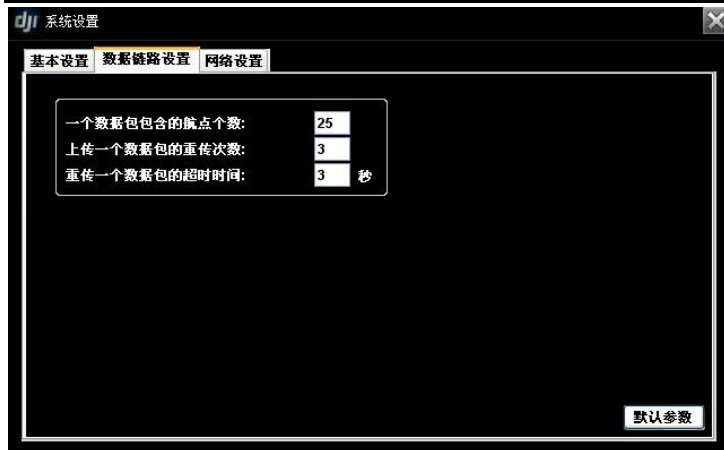 dji 系统设置
基本设置 数据链路设置 网络设置
一个数据包包含的航点个数: 25
上传一个数据包的重传次数: 3
重传一个数据包的超时时间: 3 秒
默认参数